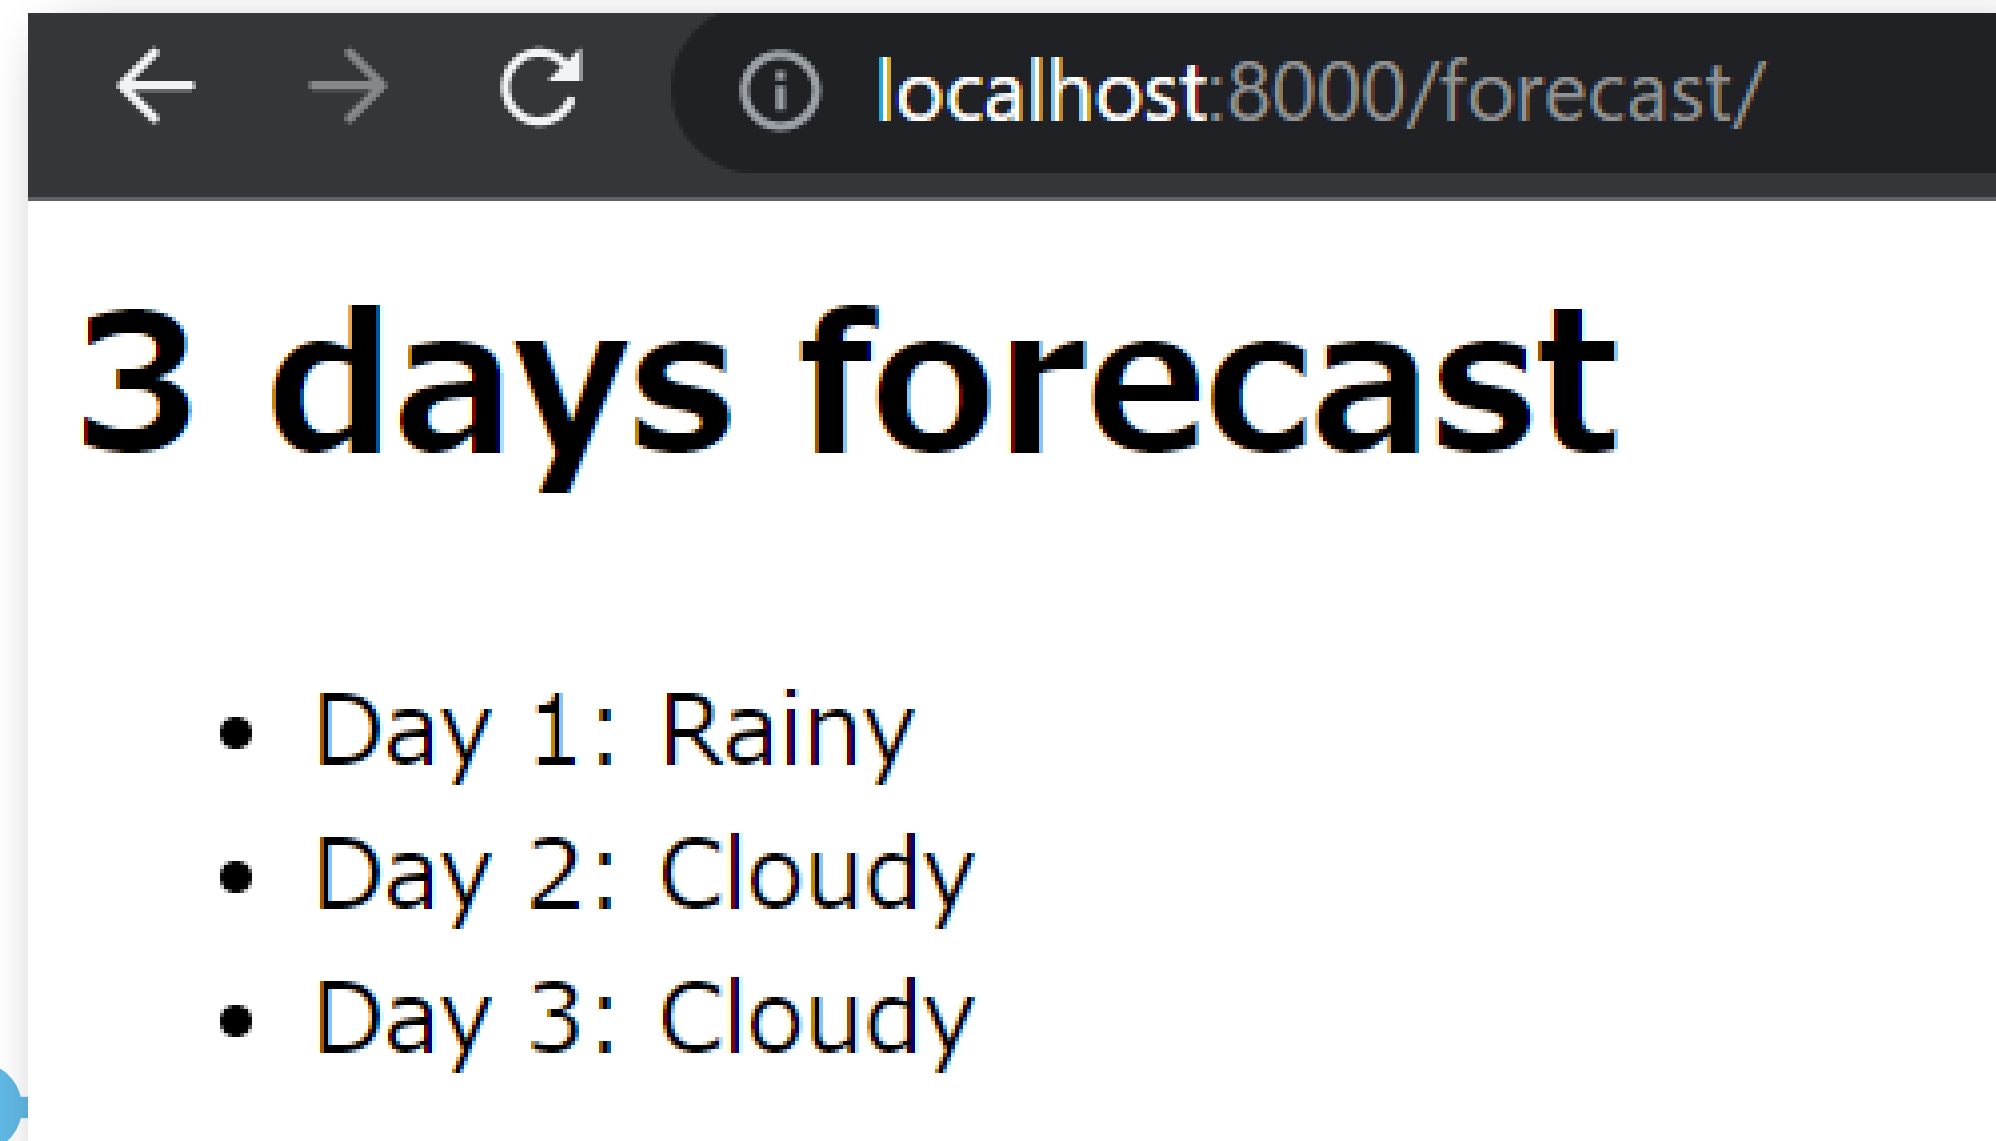 localhost:8000/forecast/
3 days forecast
• Day 1: Rainy
• Day 2: Cloudy
• Day 3: Cloudy